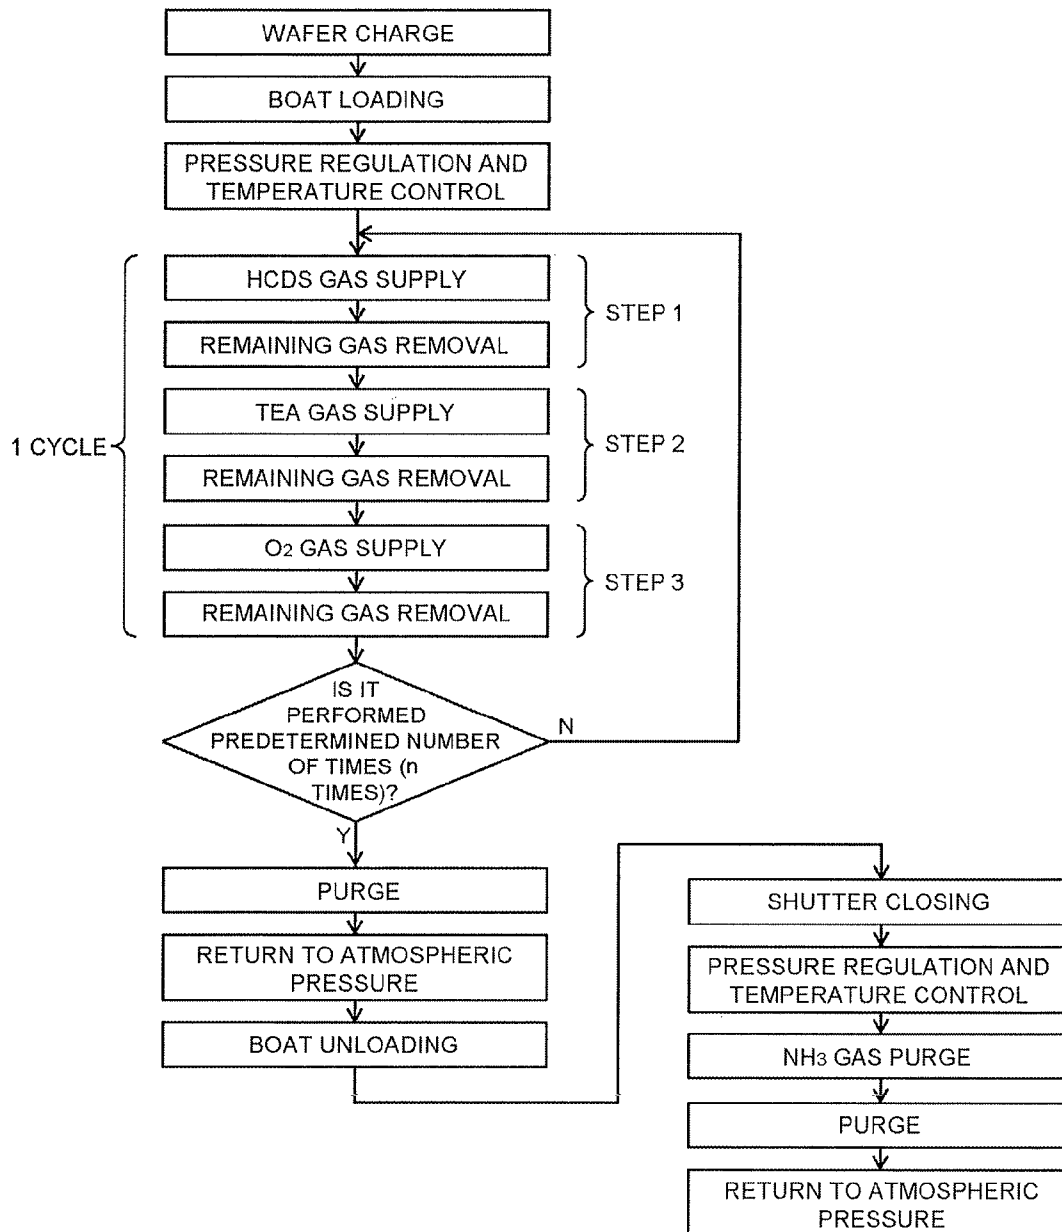 WAFER CHARGE
BOAT LOADING
PRESSURE REGULATION AND
TEMPERATURE CONTROL
HCDS GAS SUPPLY
STEP 1
REMAINING GAS REMOVAL
TEA GAS SUPPLY
1 CYCLE
STEP 2
REMAINING GAS REMOVAL
O2 GAS SUPPLY
STEP 3
REMAINING GAS REMOVAL
IS IT
PERFORMED
PREDETERMINED NUMBER
OF TIMES (n
TIMES)?
N
Y
PURGE
RETURN TO ATMOSPHERIC
PRESSURE
BOAT UNLOADING
SHUTTER CLOSING
PRESSURE REGULATION AND
TEMPERATURE CONTROL
NH3 GAS PURGE
PURGE
RETURN TO ATMOSPHERIC
PRESSURE